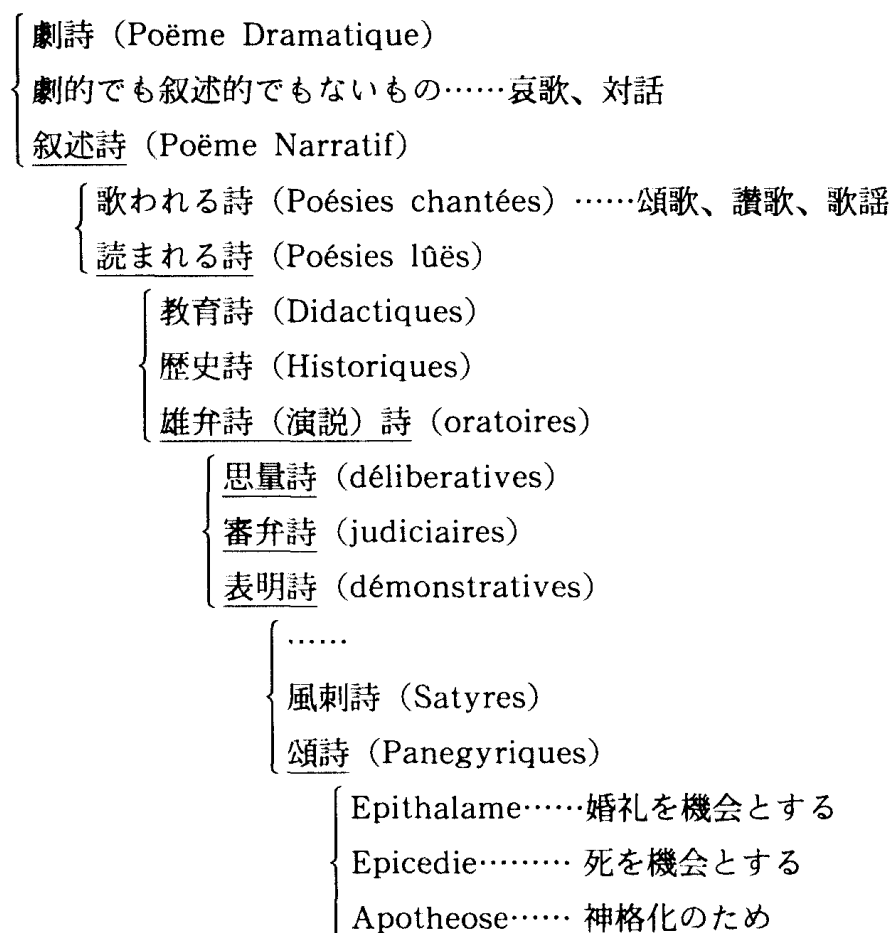 劇詩 (Poëme Dramatique)
劇的でも叙述的でもないもの……哀歌、対話
叙述詩 (Poëme Narratif)
歌われる詩 (Poésies chantées) ……頌歌、讃歌、歌謡
読まれる詩 (Poésies lûës)
教育詩 (Didactiques)
歴史詩 (Historiques)
雄弁詩（演説）詩 (oratoires)
思量詩 (déliberatives)
審弁詩 (judiciaires)
表明詩 (démonstratives)
……
風刺詩 (Satyres)
頌詩 (Panegyriques)
Epithalame……婚礼を機会とする
Epicedie……… 死を機会とする
Apotheose…… 神格化のため